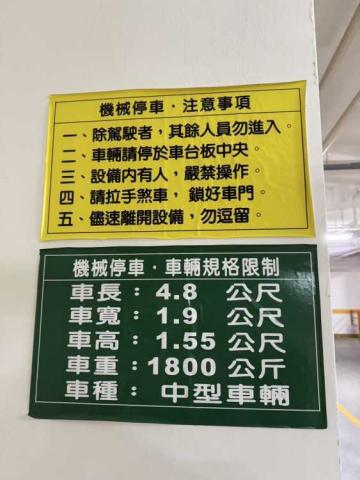 機械停車・注意事項
一、除駕駛者，其餘人員勿進入。
二、車輛請停於車台板中央。
三、設備內有人，嚴禁操作。
四、請拉手煞車， 鎖好車門。
五、儘速離開設備，勿逗留。
機械停車・車輛規格限制
車長：4.8 公尺
車寬：1.9 公尺
車高：1.55 公尺
車重：1800 公斤
車種：中型車輛